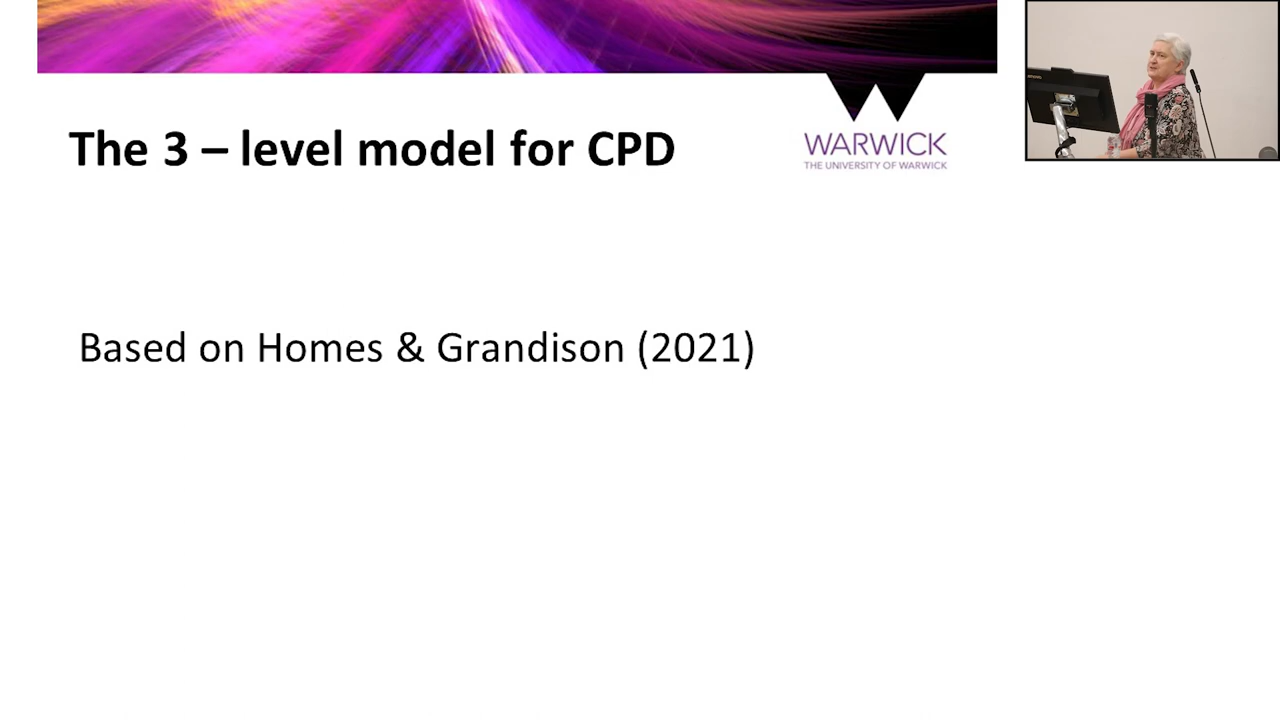 The 3 – level model for CPD
WARWICK
THE UNIVERSITY OF WARWICK
Based on Homes & Grandison (2021)